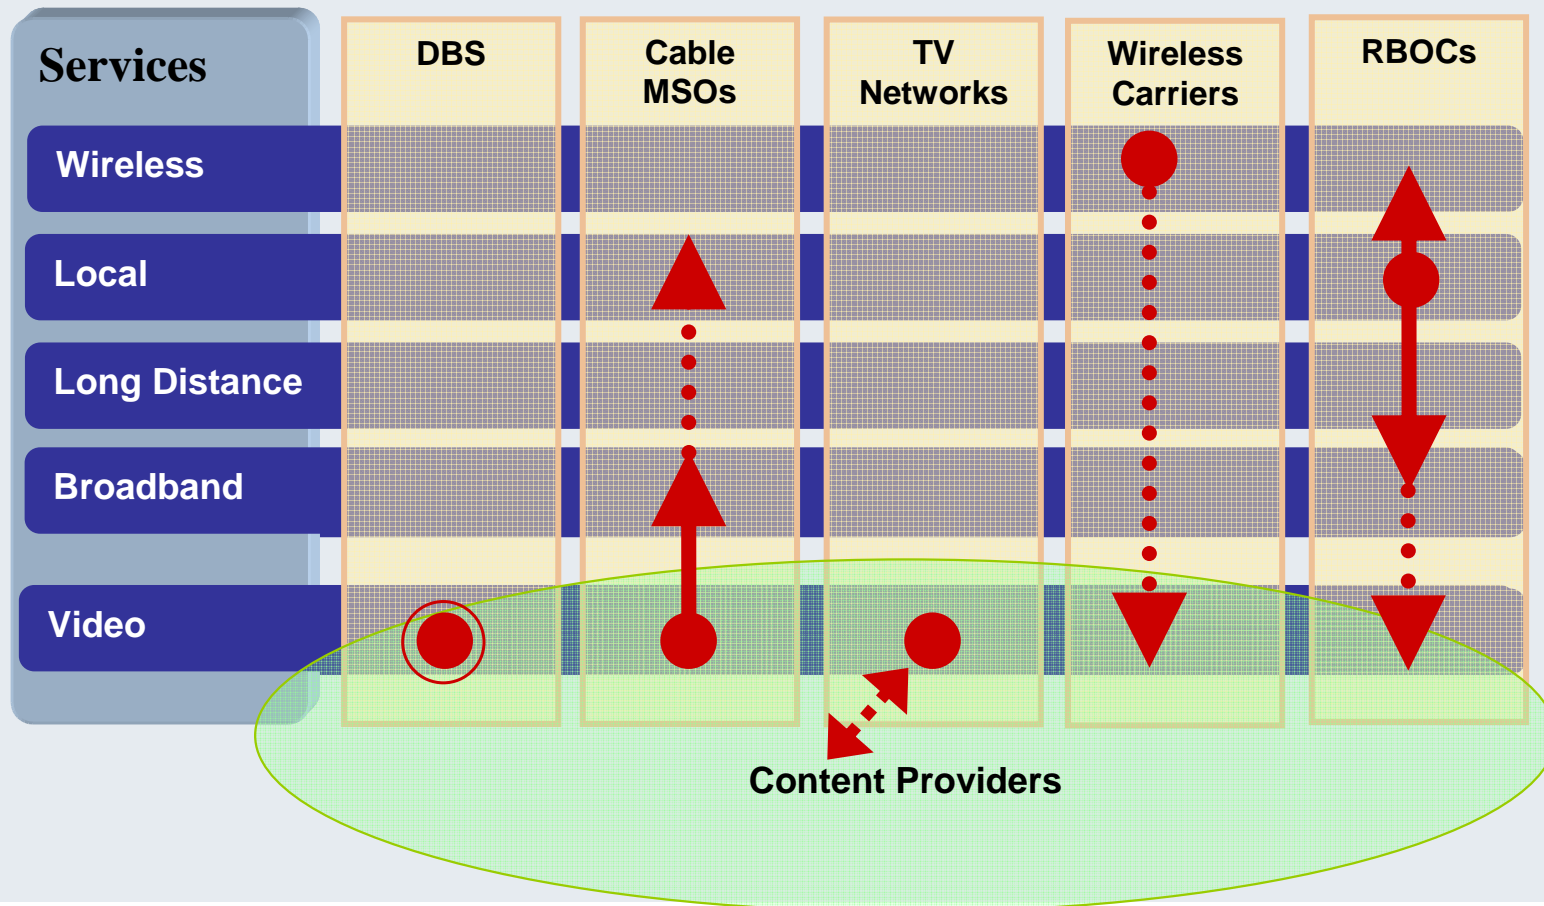 Services
DBS
Cable
MSOs
TV
Networks
Wireless
Carriers
RBOCs
Wireless
Local
Long Distance
Broadband
Video
Content Providers